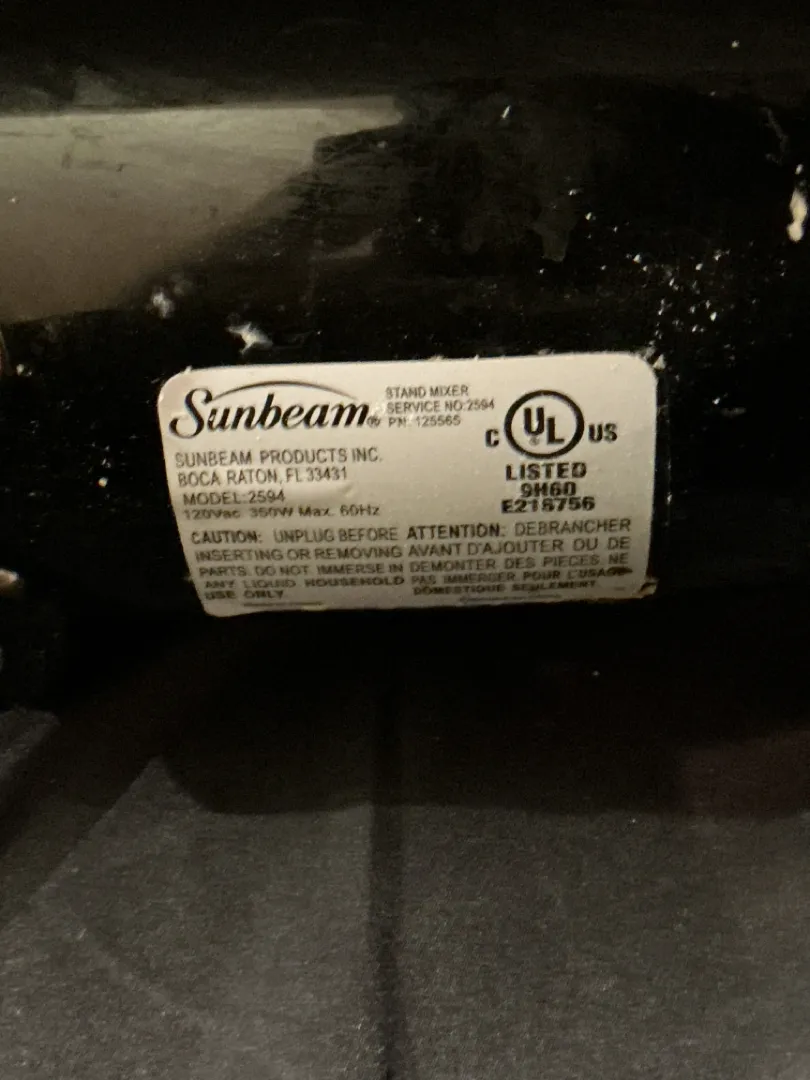 Sunbeam®
STAND MIXER
SERVICE NO:2594
PN: 125565
SUNBEAM PRODUCTS INC.
BOCA RATON, FL 33431
MODEL:2594
120Vac 350W Max. 60Hz
C UL® US
LISTED
9H60
E218756
CAUTION: UNPLUG BEFORE
INSERTING OR REMOVING
PARTS. DO NOT IMMERSE IN
ANY LIQUID HOUSEHOLD
USE ONLY
ATTENTION: DEBRANCHER
AVANT D'AJOUTER OU DE
DEMONTER DES PIECES. NE
PAS IMMERGER POUR L'USAGE
DOMESTIQUE SEULEMENT